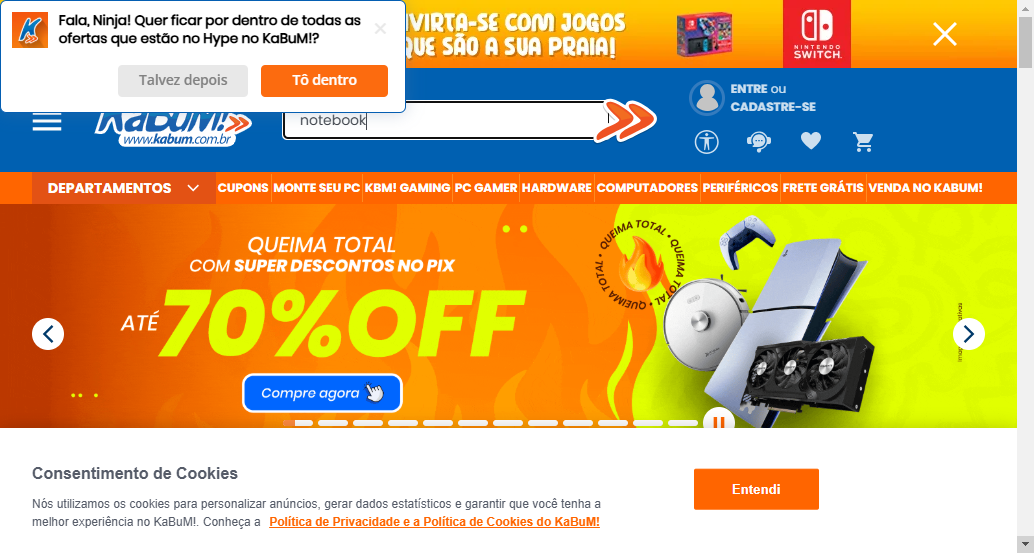 Fala, Ninja! Quer ficar por dentro de todas as
ofertas que estão no Hype no KaBuM!?
Talvez depois
Tô dentro
NVIRTA-SE COM JOGOS
QUE SÃO A SUA PRAIA!
NINTENDO
SWITCH
KaBuM!
www.kabum.com.br
notebook
ENTRE ou
CADASTRE-SE
DEPARTAMENTOS
CUPONS
MONTE SEU PC
KBM! GAMING
PC GAMER
HARDWARE
COMPUTADORES
PERIFÉRICOS
FRETE GRÁTIS
VENDA NO KABUM!
QUEIMA TOTAL
COM SUPER DESCONTOS NO PIX
ATÉ
70%OFF
Compre agora
QUEIMA TOTAL • QUEIMA TOTAL • QUEIMA TOTAL •
Consentimento de Cookies
Nós utilizamos os cookies para personalizar anúncios, gerar dados estatísticos e garantir que você tenha a
melhor experiência no KaBuM!. Conheça a Política de Privacidade e a Política de Cookies do KaBuM!
Entendi